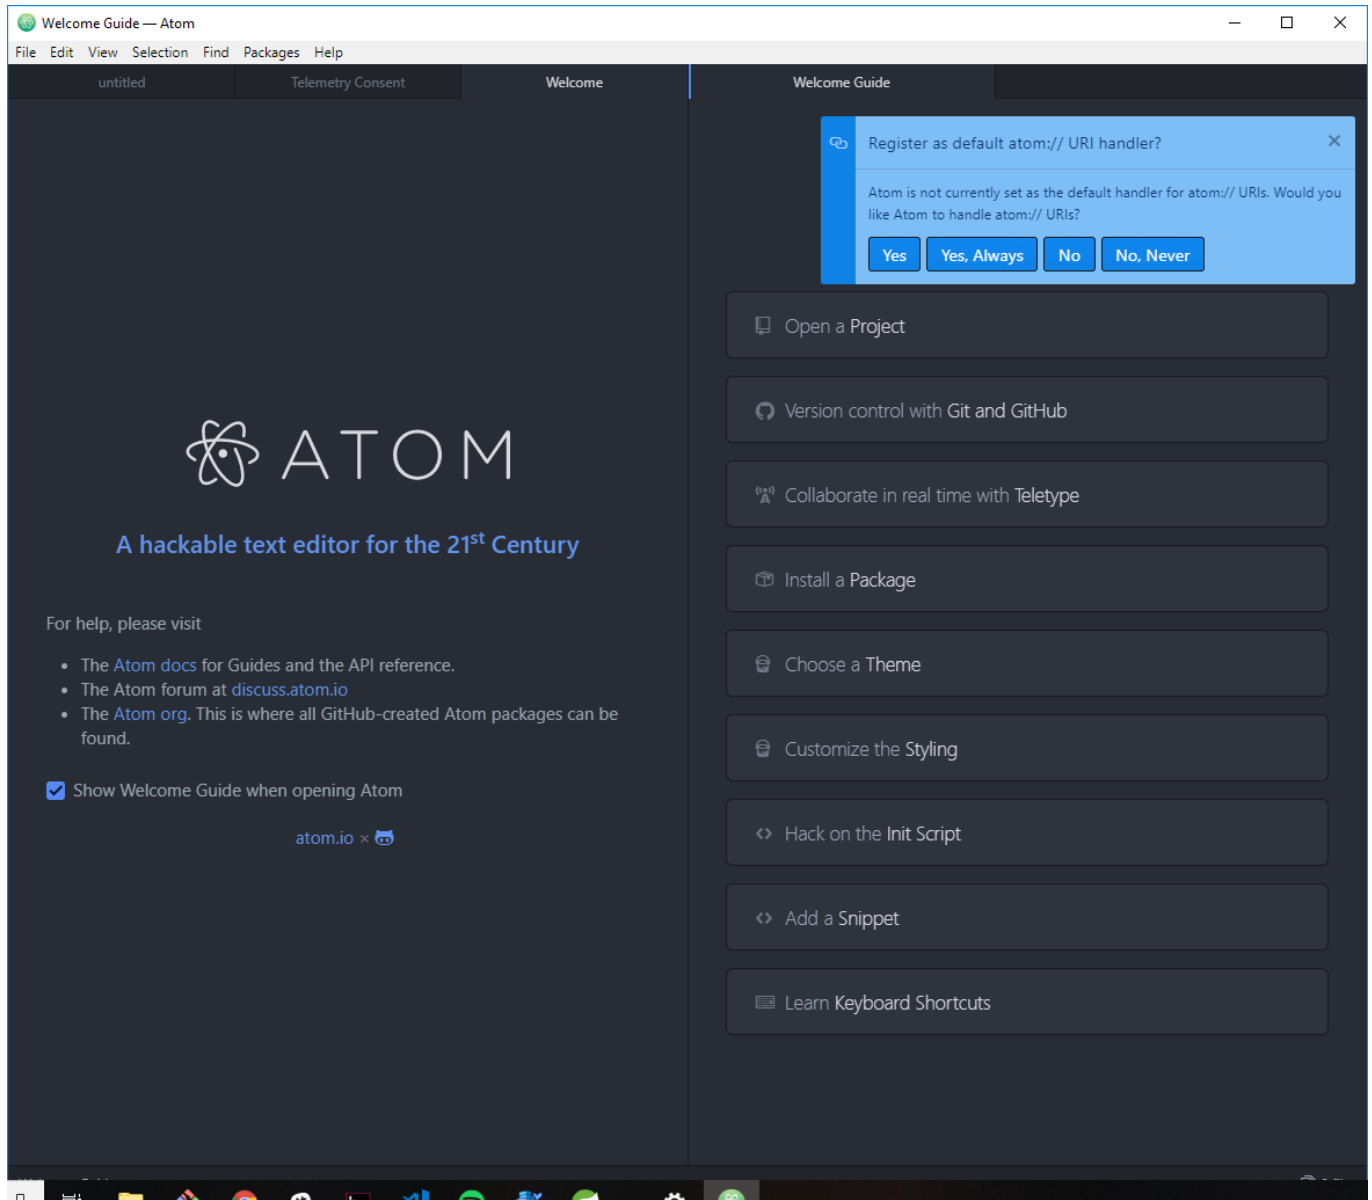 Welcome Guide — Atom
File Edit View Selection Find Packages Help
untitled
Telemetry Consent
Welcome
Welcome Guide
Register as default atom:// URI handler?
Atom is not currently set as the default handler for atom:// URIs. Would you
like Atom to handle atom:// URIs?
Yes
Yes, Always
No
No, Never
ATOM
A hackable text editor for the 21st Century
For help, please visit
The Atom docs for Guides and the API reference.
The Atom forum at discuss.atom.io
The Atom org. This is where all GitHub-created Atom packages can be
found.
Show Welcome Guide when opening Atom
atom.io ×
Open a Project
Version control with Git and GitHub
Collaborate in real time with Teletype
Install a Package
Choose a Theme
Customize the Styling
Hack on the Init Script
Add a Snippet
Learn Keyboard Shortcuts